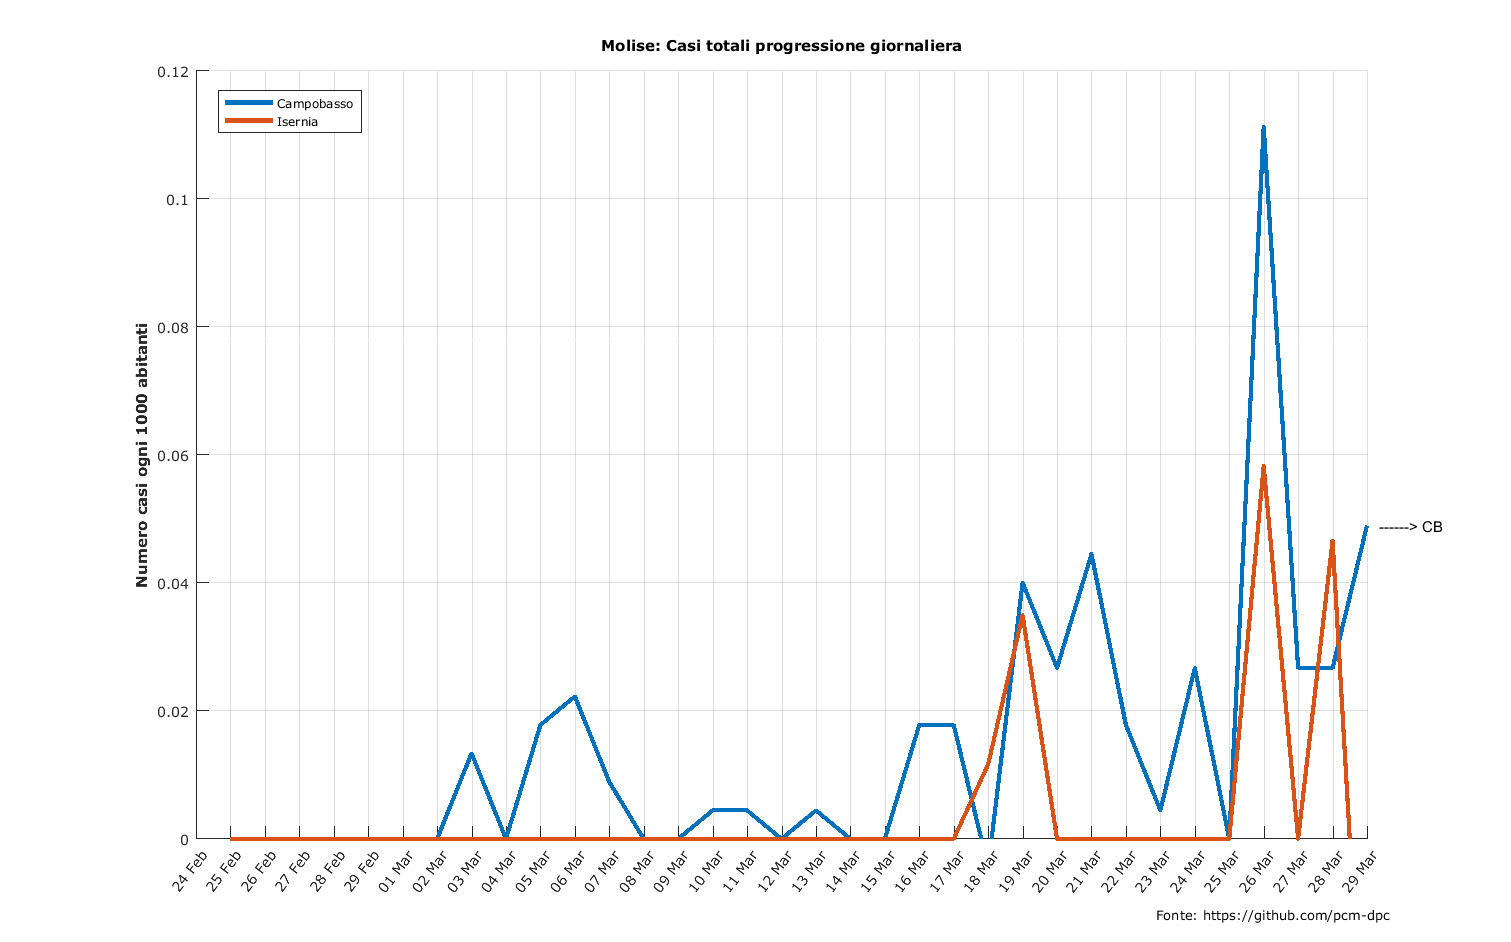 Molise: Casi totali progressione giornaliera
Numero casi ogni 1000 abitanti
0.12
0.1
0.08
0.06
0.04
0.02
0
Campobasso
Isernia
------> CB
24 Feb
25 Feb
26 Feb
27 Feb
28 Feb
29 Feb
01 Mar
02 Mar
03 Mar
04 Mar
05 Mar
06 Mar
07 Mar
08 Mar
09 Mar
10 Mar
11 Mar
12 Mar
13 Mar
14 Mar
15 Mar
16 Mar
17 Mar
18 Mar
19 Mar
20 Mar
21 Mar
22 Mar
23 Mar
24 Mar
25 Mar
26 Mar
27 Mar
28 Mar
29 Mar
Fonte: https://github.com/pcm-dpc